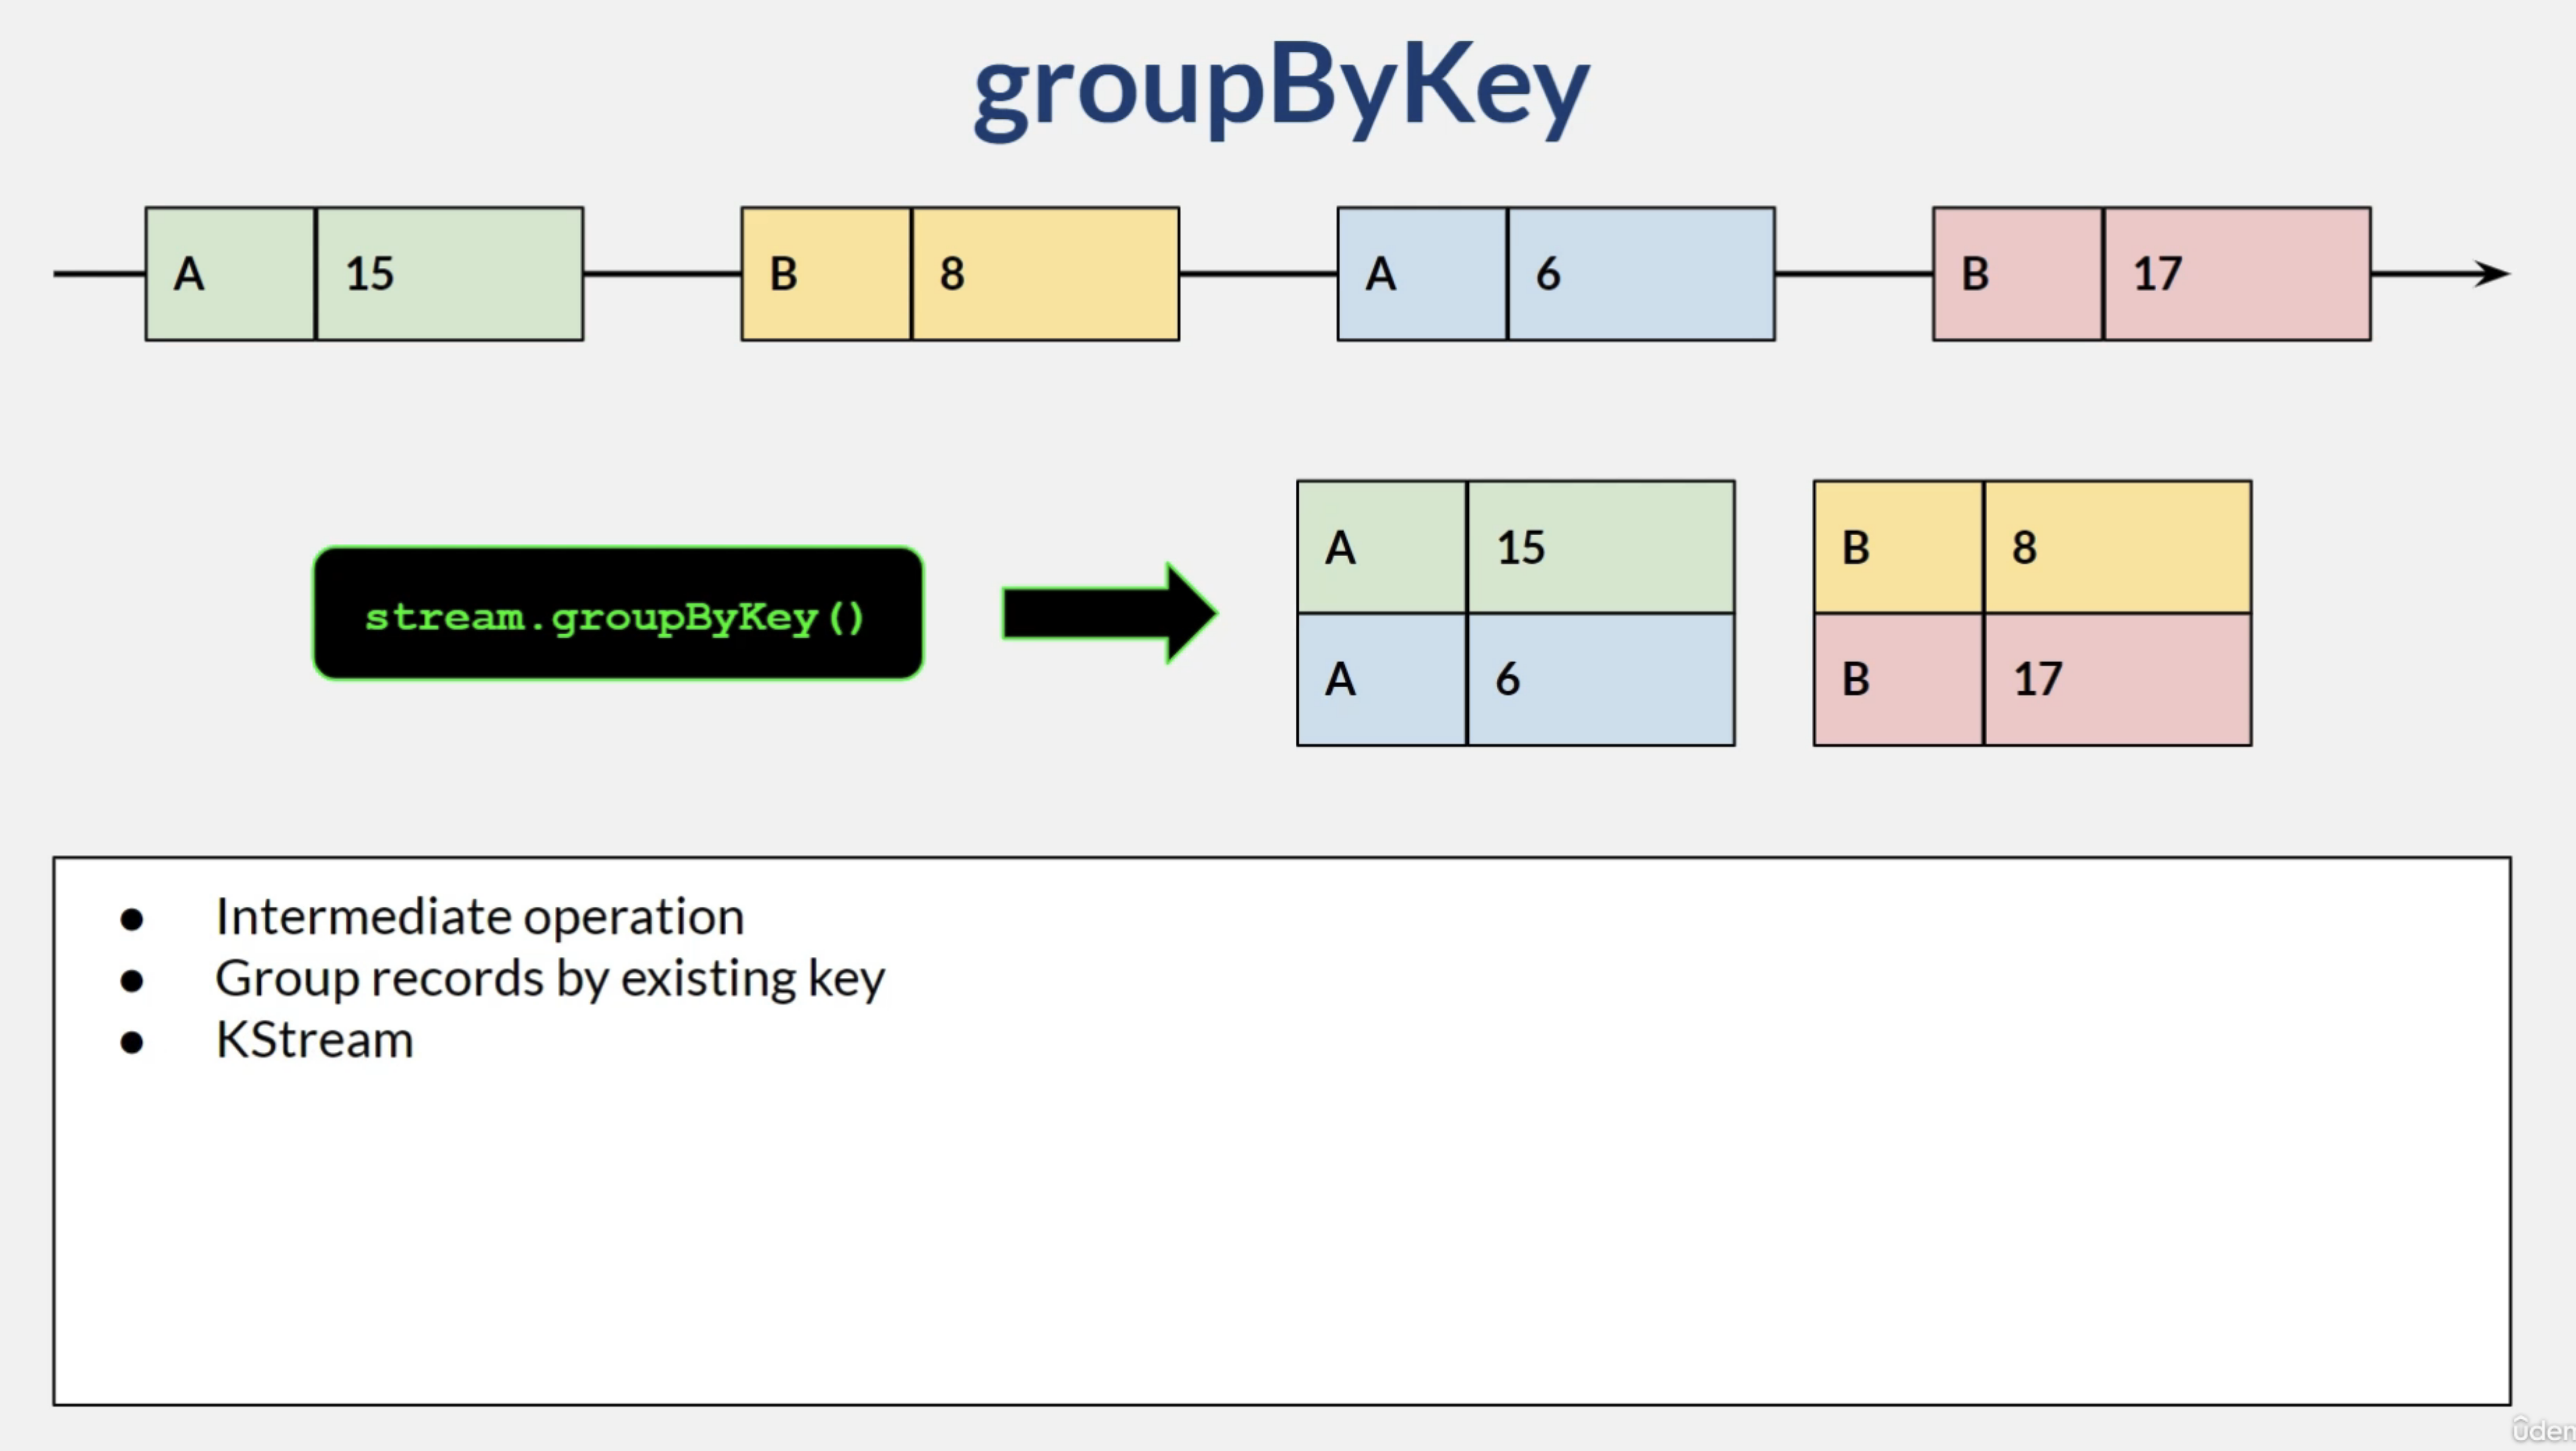 groupByKey
A 15 B 8 A 6 B 17
A 15 B 8
stream.groupByKey()
A 6 B 17
● Intermediate operation
● Group records by existing key
● KStream
ûdem